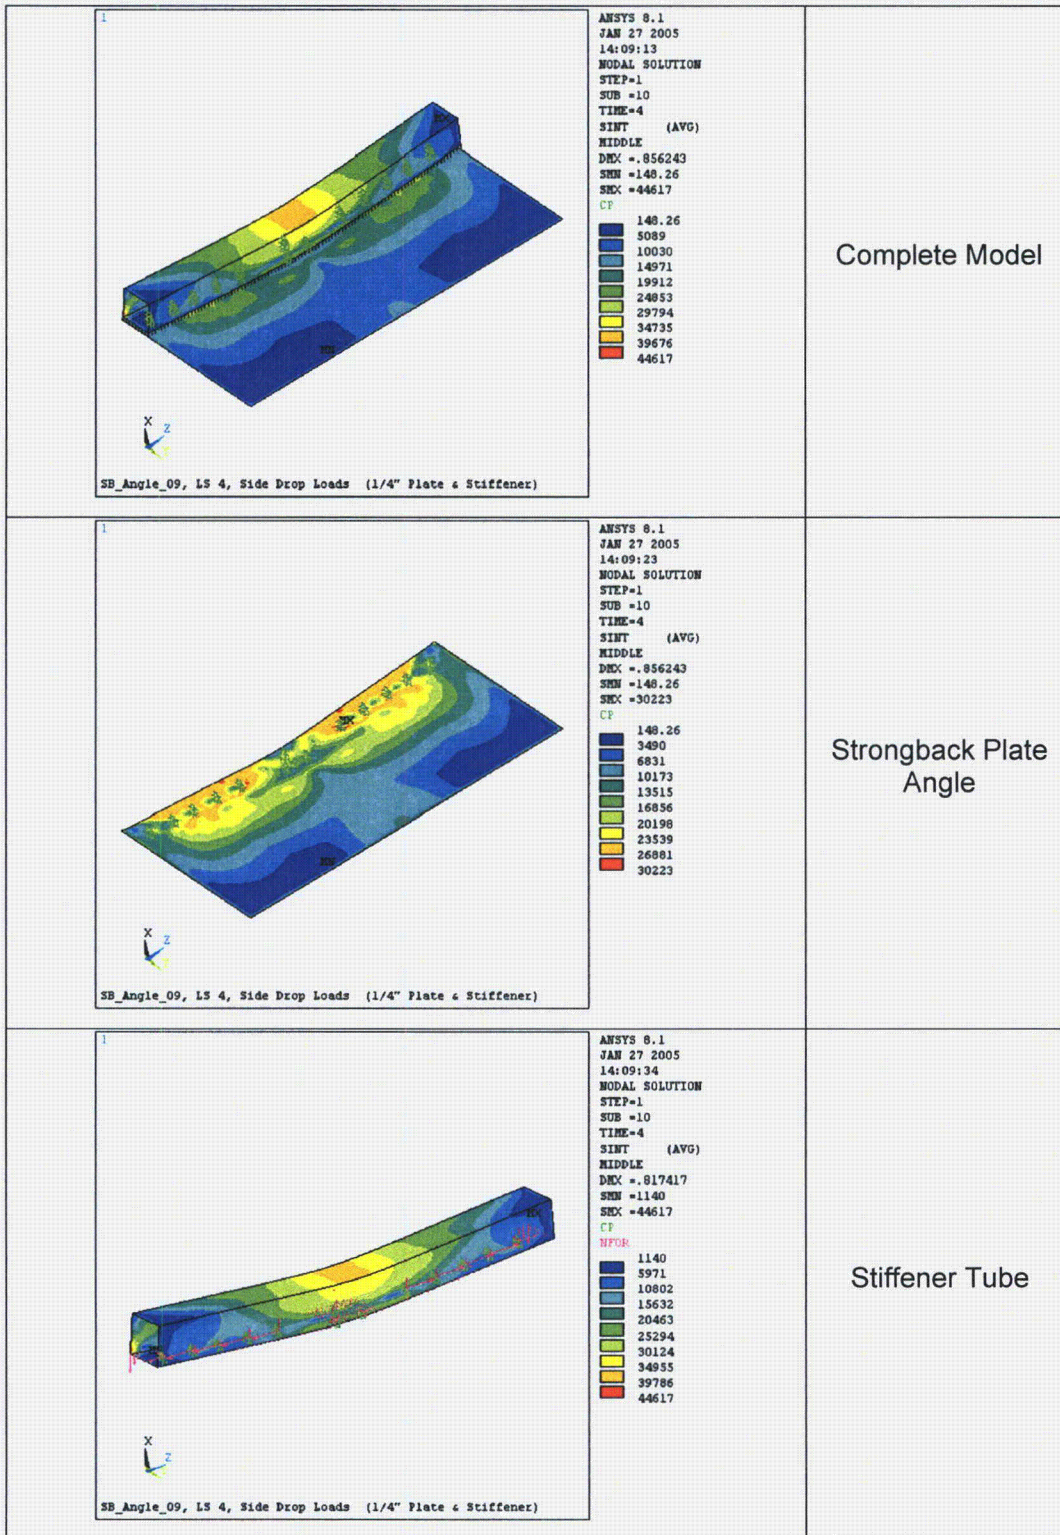 1
ANSYS 8.1
JAN 27 2005
14:09:13
NODAL SOLUTION
STEP=1
SUB =10
TIME=4
SINT (AVG)
MIDDLE
DMX =.856243
SMN =148.26
SMX =44617
CP
148.26
5089
10030
14971
19912
24853
29794
34735
39676
44617
MX
MN
X
Z
SB_Angle_09, LS 4, Side Drop Loads (1/4" Plate & Stiffener)
Complete Model
1
ANSYS 8.1
JAN 27 2005
14:09:23
NODAL SOLUTION
STEP=1
SUB =10
TIME=4
SINT (AVG)
MIDDLE
DMX =.856243
SMN =148.26
SMX =30223
CP
148.26
3490
6831
10173
13515
16856
20198
23539
26881
30223
MX
MN
X
Z
SB_Angle_09, LS 4, Side Drop Loads (1/4" Plate & Stiffener)
Strongback Plate
Angle
1
ANSYS 8.1
JAN 27 2005
14:09:34
NODAL SOLUTION
STEP=1
SUB =10
TIME=4
SINT (AVG)
MIDDLE
DMX =.817417
SMN =1140
SMX =44617
CP
NFOR
1140
5971
10802
15632
20463
25294
30124
34955
39786
44617
X
Z
SB_Angle_09, LS 4, Side Drop Loads (1/4" Plate & Stiffener)
Stiffener Tube